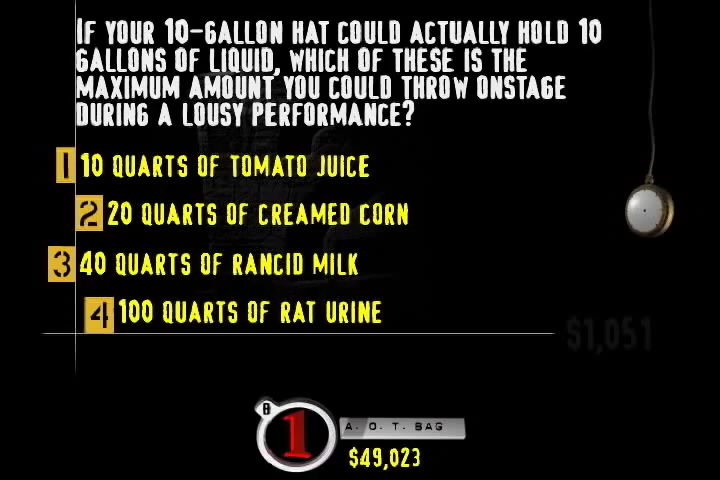 IF YOUR 10-GALLON HAT COULD ACTUALLY HOLD 10
GALLONS OF LIQUID, WHICH OF THESE IS THE
MAXIMUM AMOUNT YOU COULD THROW ONSTAGE
DURING A LOUSY PERFORMANCE?
1 10 QUARTS OF TOMATO JUICE
2 20 QUARTS OF CREAMED CORN
3 40 QUARTS OF RANCID MILK
4 100 QUARTS OF RAT URINE
$1,051
1 A. O. T. BAG
$49,023